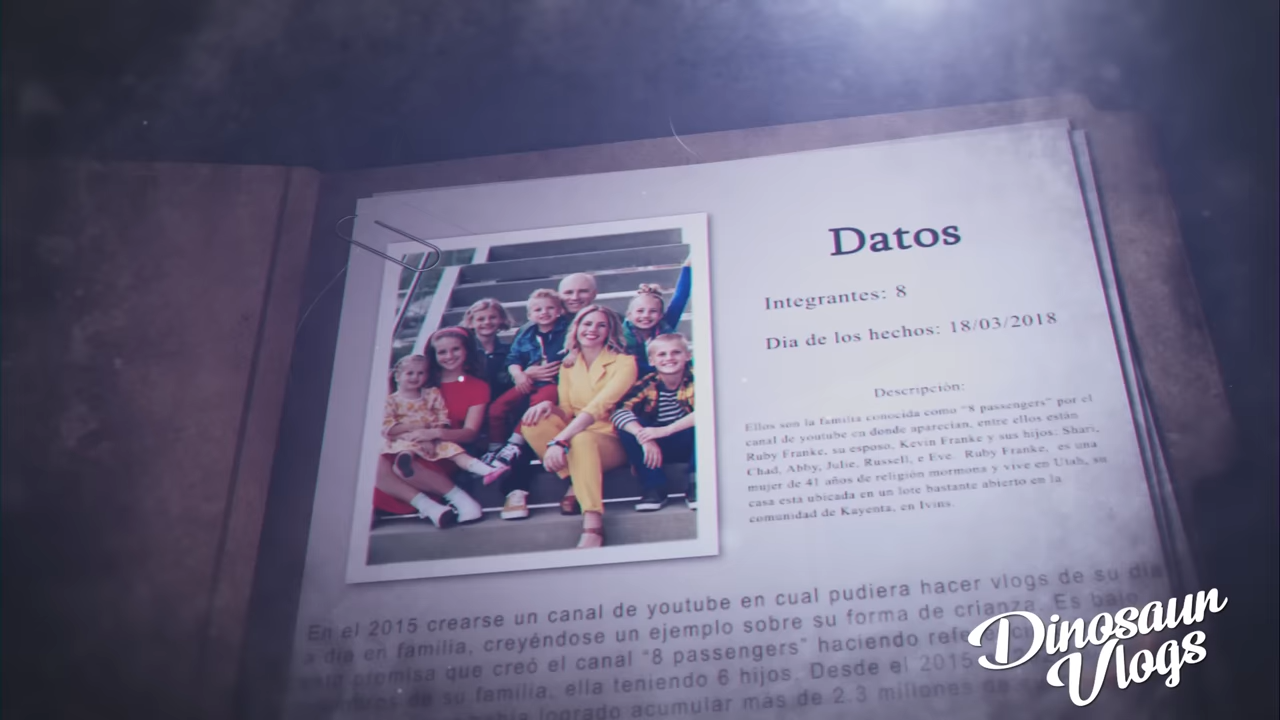 Datos
Integrantes: 8
Dia de los hechos: 18/03/2018
Descripción:
Ellos son la familia conocida como "8 passengers" por el
canal de youtube en donde aparecían, entre ellos están
Ruby Franke, su esposo, Kevin Franke y sus hijos: Shari,
Chad, Abby, Julie, Russell, e Eve. Ruby Franke, es una
mujer de 41 años de religión mormona y vive en Utah, su
casa está ubicada en un lote bastante abierto en la
comunidad de Kayenta, en Ivins.
En el 2015 crearse un canal de youtube en cual pudiera hacer vlogs de su dia
a dia en familia, creyéndose un ejemplo sobre su forma de crianza. Es bajo
esta premisa que creó el canal "8 passengers" haciendo
de su familia, ella teniendo 6 hijos. Desde el 2015
había logrado acumular más de 2.3 millones de
Dinosaun
Vlogs